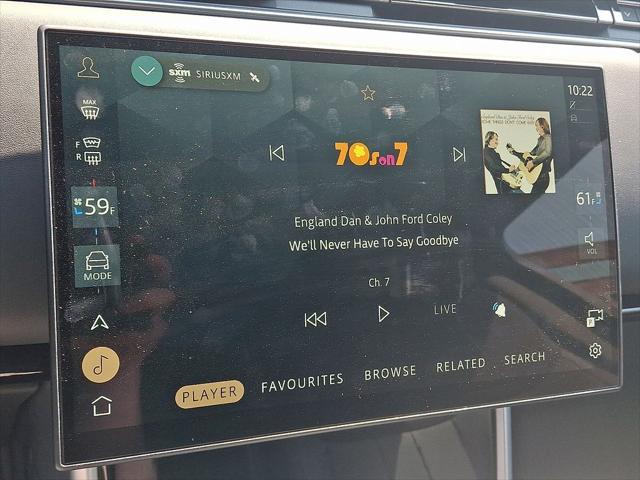 sxm SIRIUSXM
10:22
MAX
F
R
70s on 7
59F
61F
England Dan & John Ford Coley
We'll Never Have To Say Goodbye
MODE
VOL
Ch. 7
LIVE
PLAYER FAVOURITES BROWSE RELATED SEARCH